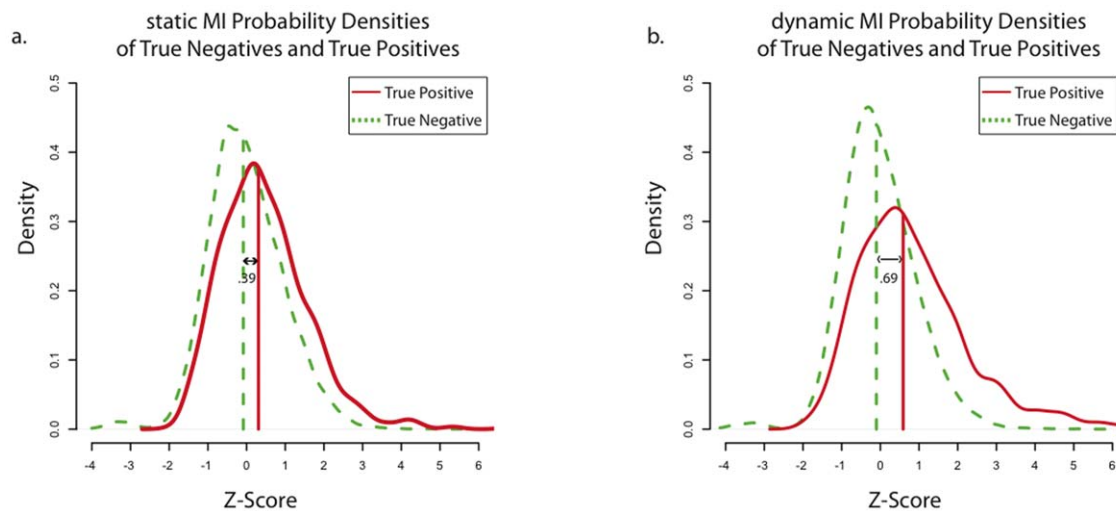 a.
static MI Probability Densities
of True Negatives and True Positives
True Positive
True Negative
Density
0.5
0.4
0.3
0.2
0.1
0.0
.39
-4 -3 -2 -1 0 1 2 3 4 5 6
Z-Score
b.
dynamic MI Probability Densities
of True Negatives and True Positives
True Positive
True Negative
Density
0.5
0.4
0.3
0.2
0.1
0.0
.69
-4 -3 -2 -1 0 1 2 3 4 5 6
Z-Score